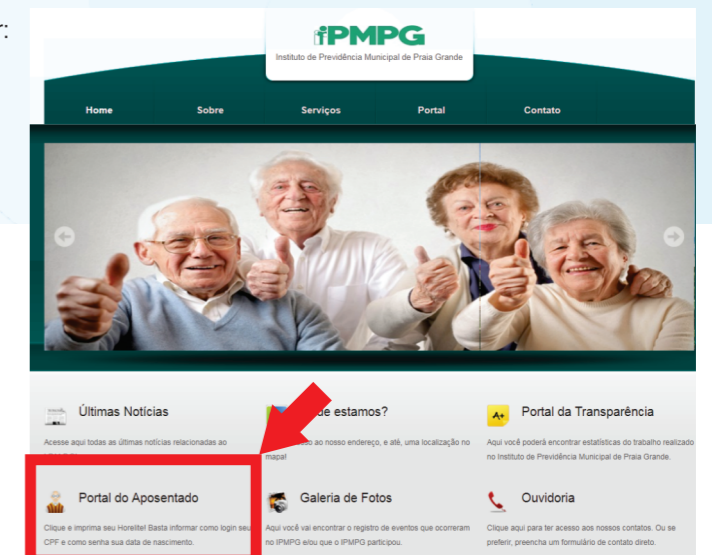 r:
iPMPG
Instituto de Previdência Municipal de Praia Grande
Home Sobre Serviços Portal Contato
Últimas Notícias
Acesse aqui todas as últimas notícias relacionadas ao
de estamos?
ao nosso endereço, e até, uma localização no
mapa!
Portal da Transparência
Aqui você poderá encontrar estatísticas do trabalho realizado
no Instituto de Previdência Municipal de Praia Grande.
Portal do Aposentado
Clique e imprima seu Horelite! Basta informar como login seu
CPF e como senha sua data de nascimento.
Galeria de Fotos
Aqui você vai encontrar o registro de eventos que ocorreram
no IPMPG e/ou que o IPMPG participou.
Ouvidoria
Clique aqui para ter acesso aos nossos contatos. Ou se
preferir, preencha um formulário de contato direto.